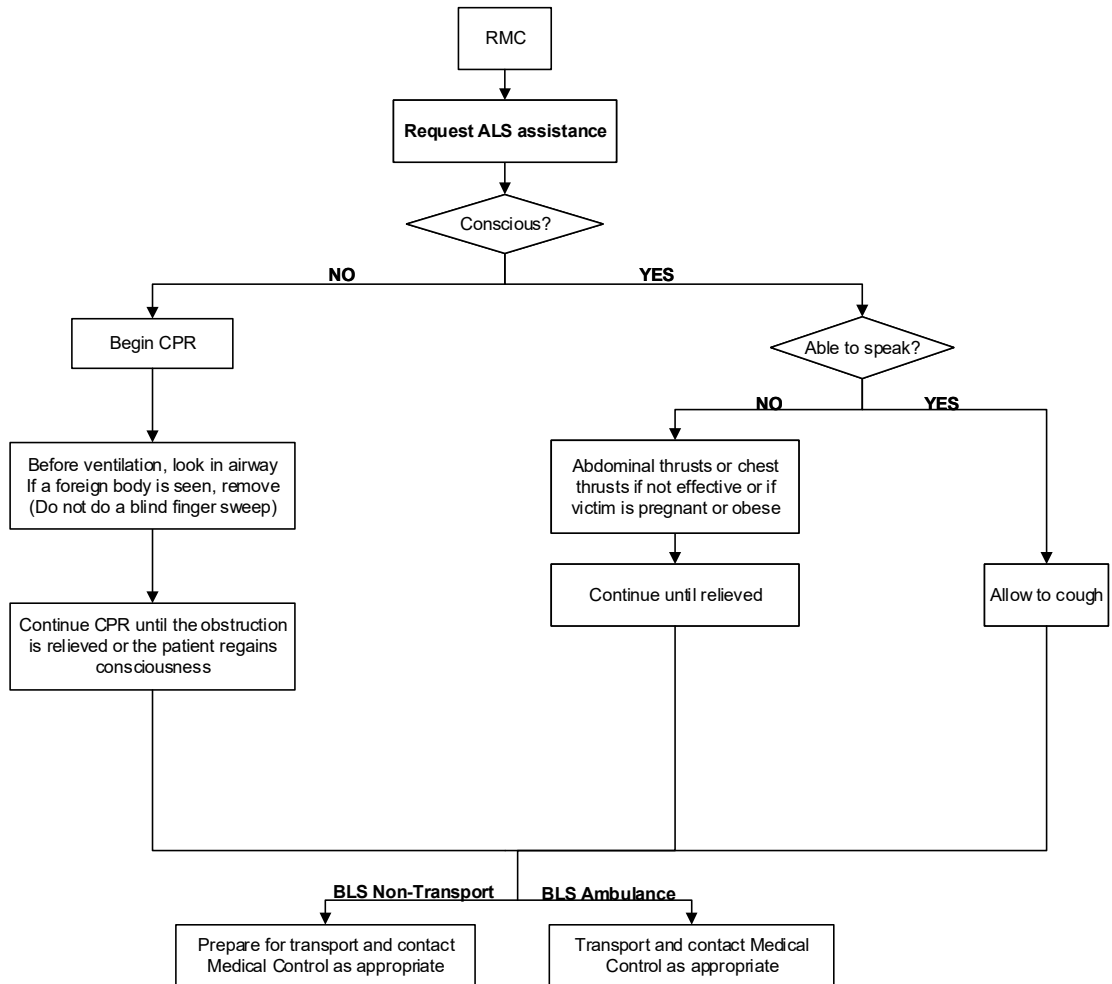 RMC
Request ALS assistance
Conscious?
NO
YES
Begin CPR
Able to speak?
NO
YES
Before ventilation, look in airway
If a foreign body is seen, remove
(Do not do a blind finger sweep)
Abdominal thrusts or chest
thrusts if not effective or if
victim is pregnant or obese
Continue until relieved
Allow to cough
Continue CPR until the obstruction
is relieved or the patient regains
consciousness
BLS Non-Transport
BLS Ambulance
Prepare for transport and contact
Medical Control as appropriate
Transport and contact Medical
Control as appropriate